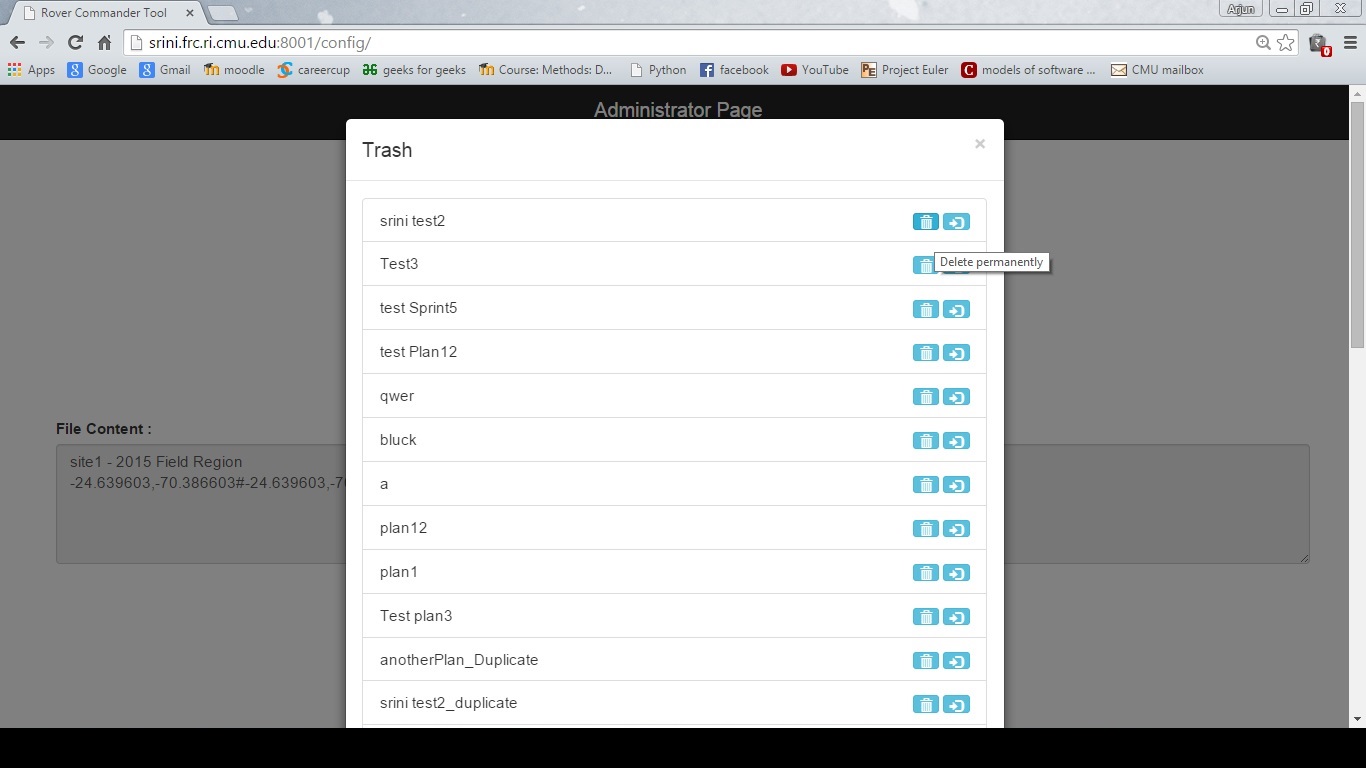 Rover Commander Tool
Arjun
srini.frc.ri.cmu.edu:8001/config/
0
Apps Google Gmail moodle careercup geeks for geeks Course: Methods: D... Python facebook YouTube Project Euler models of software ... CMU mailbox
Administrator Page
Trash
srini test2
Delete permanently
Test3
test Sprint5
test Plan12
qwer
bluck
a
plan12
plan1
Test plan3
anotherPlan_Duplicate
srini test2_duplicate
File Content :
site1 - 2015 Field Region
-24.639603,-70.386603#-24.639603,-7